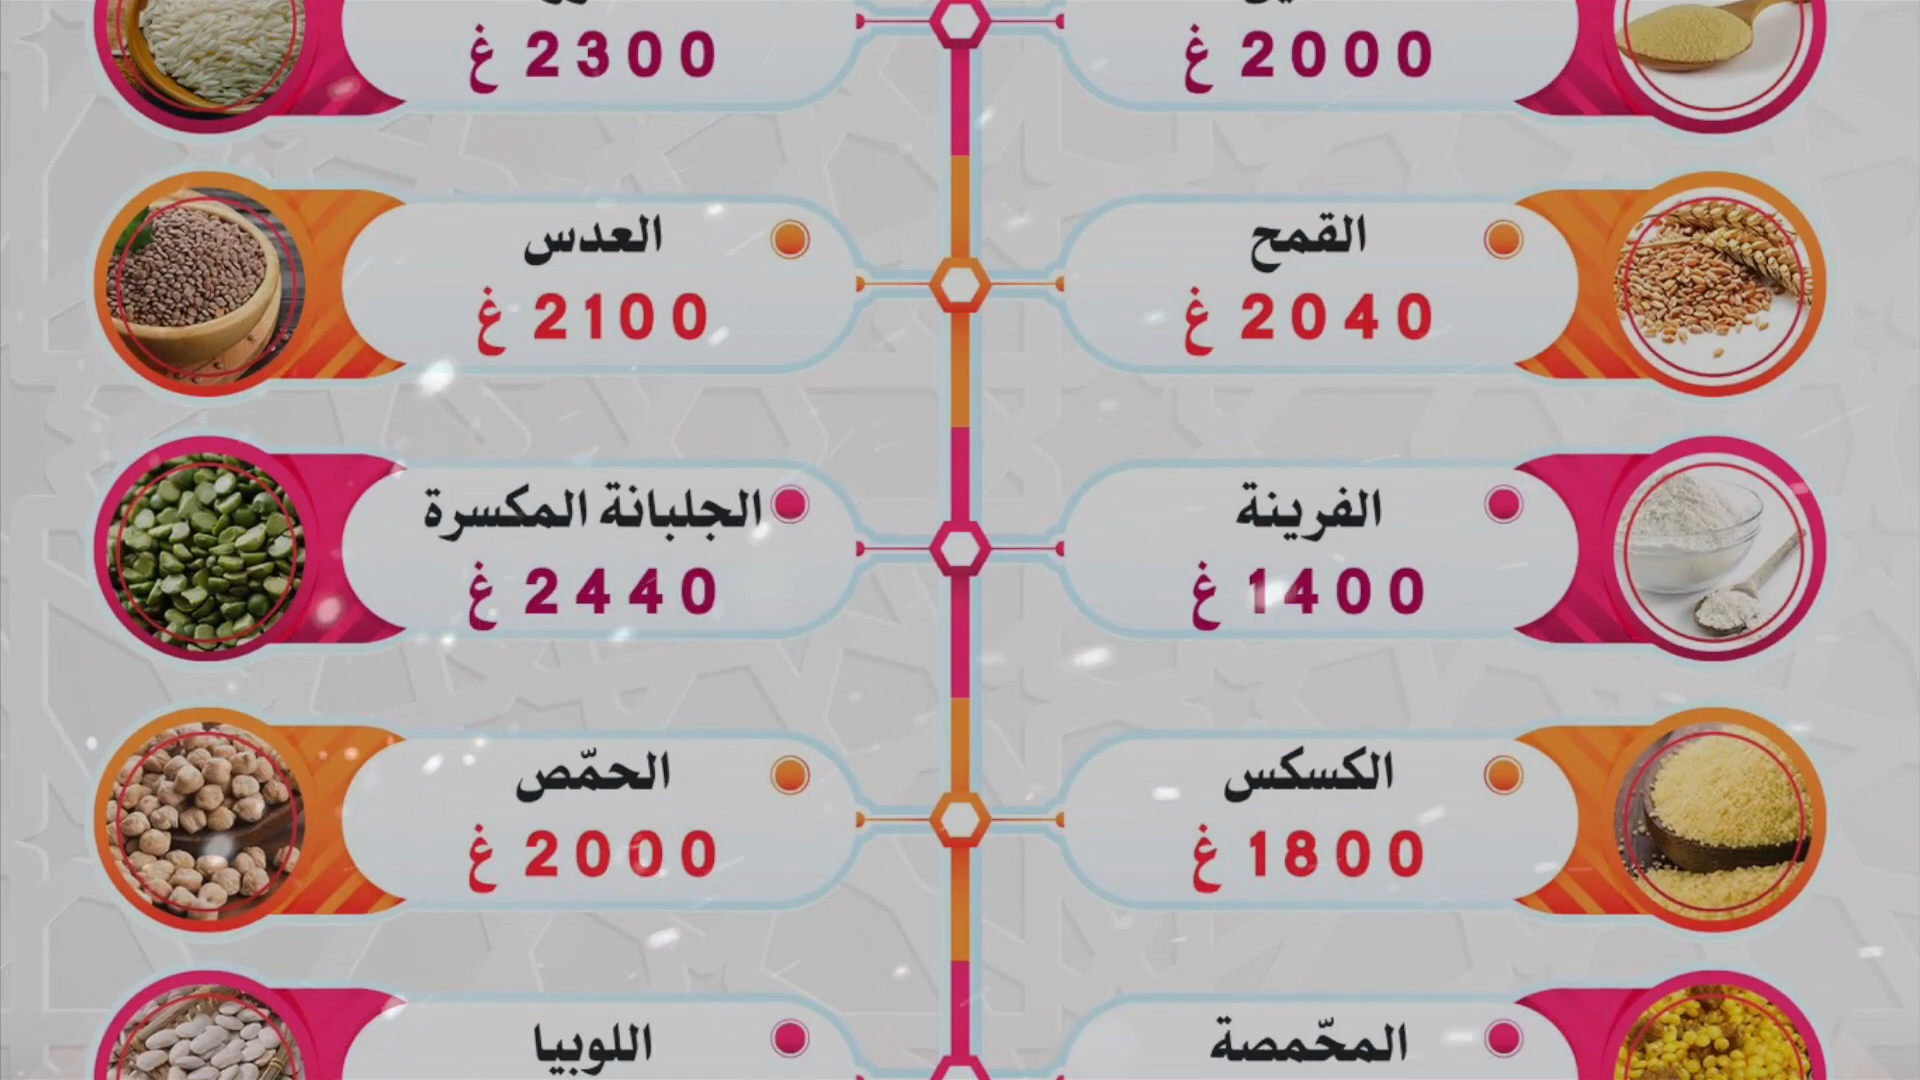 2000 غ
2300 غ
القمح
2040 غ
العدس
2100 غ
الفرينة
1400 غ
الجلبانة المكسرة
2440 غ
الكسكس
1800 غ
الحمّص
2000 غ
المحّمصة
اللوبيا